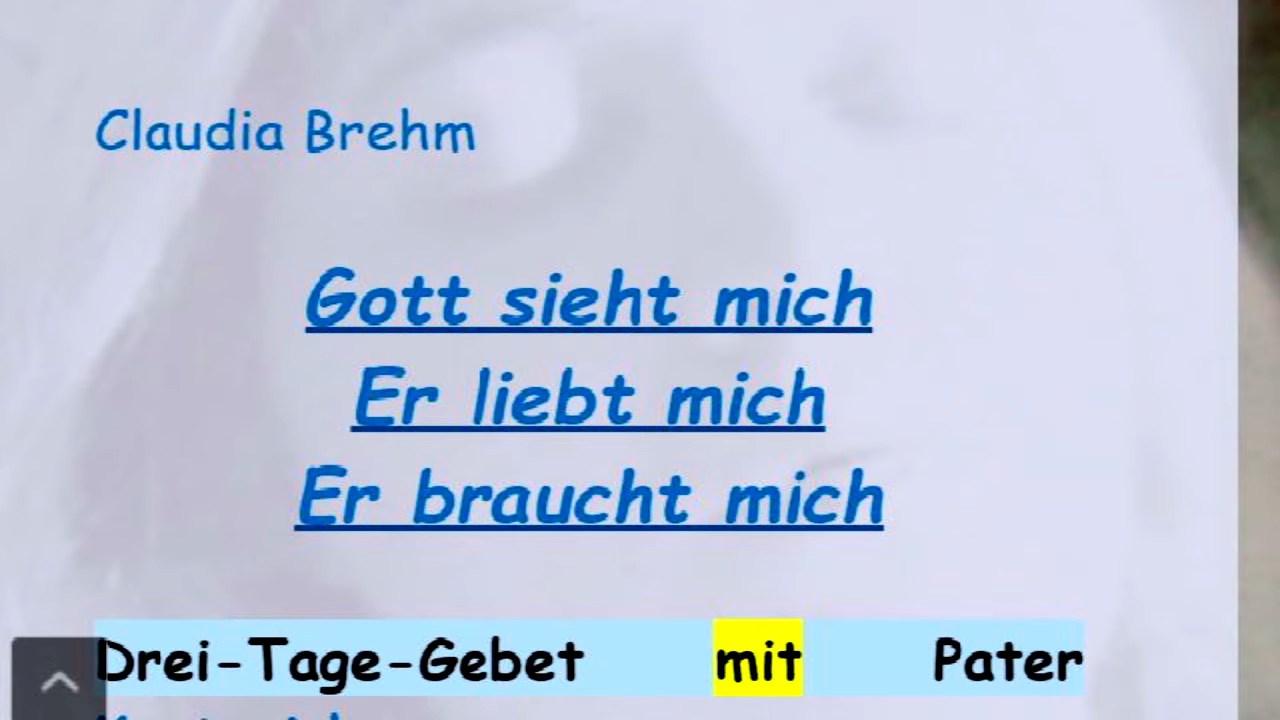 Claudia Brehm
Gott sieht mich
Er liebt mich
Er braucht mich
Drei-Tage-Gebet mit Pater